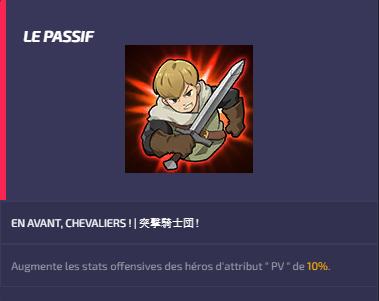 LE PASSIF
EN AVANT, CHEVALIERS ! | 突撃騎士団 !
Augmente les stats offensives des héros d'attribut " PV " de 10%.